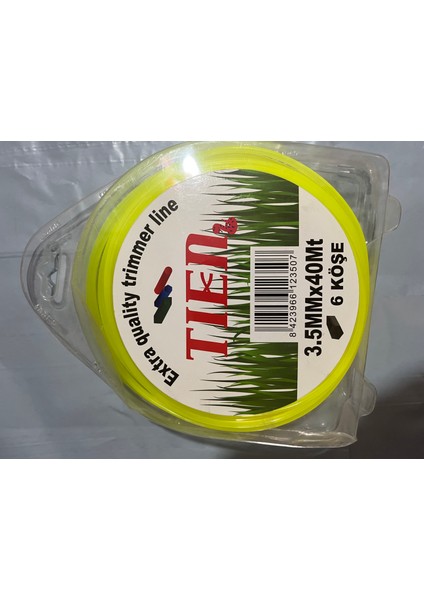 Extra quality trimmer line
TIEN
8 423966 123507
3.5MMx40Mt
6 KÖŞE